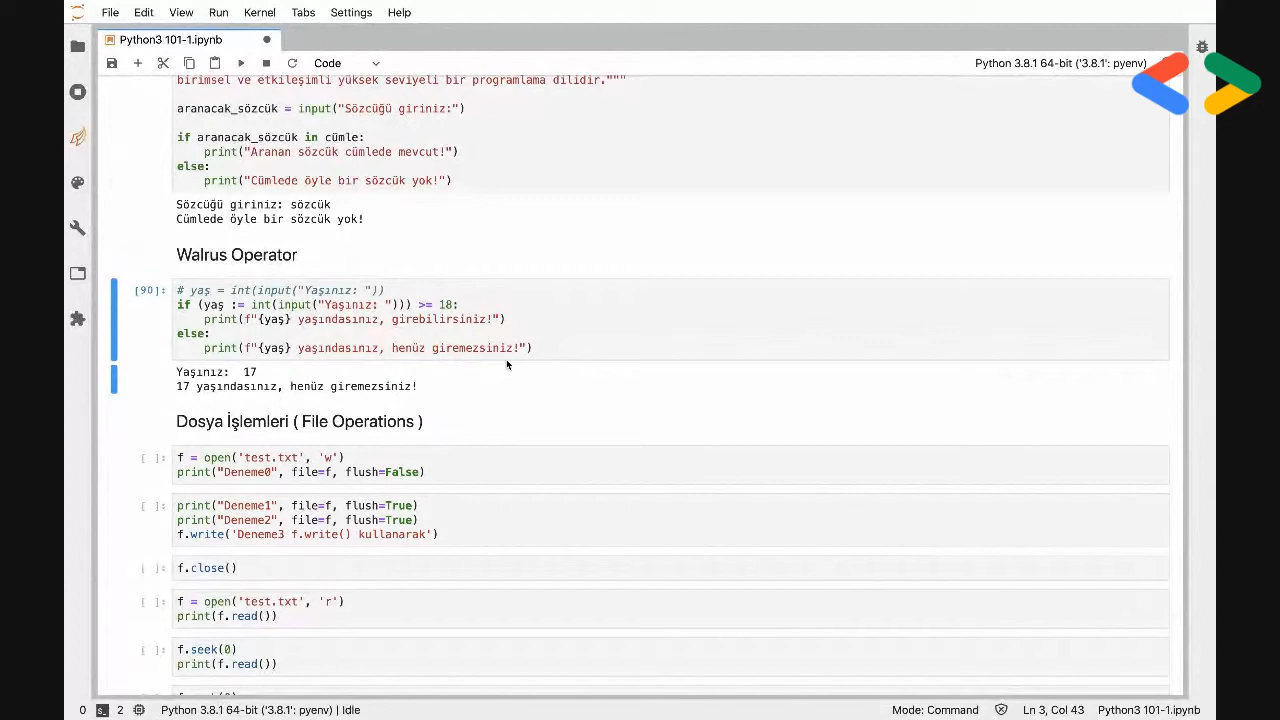 File Edit View Run Kernel Tabs Settings Help
Python3 101-1.ipynb
Code
Python 3.8.1 64-bit ('3.8.1': pyenv)
birimsel ve etkileşimli yüksek seviyeli bir programlama dilidir."""
aranacak_sözcük = input("Sözcüğü giriniz:")
if aranacak_sözcük in cümle:
print("Aranan sözcük cümlede mevcut!")
else:
print("Cümlede öyle bir sözcük yok!")
Sözcüğü giriniz: sözcük
Cümlede öyle bir sözcük yok!
Walrus Operator
[90]: # yaş = int(input("Yaşınız: "))
if (yaş := int(input("Yaşınız: "))) >= 18:
print(f"{yaş} yaşındasınız, girebilirsiniz!")
else:
print(f"{yaş} yaşındasınız, henüz giremezsiniz!")
Yaşınız: 17
17 yaşındasınız, henüz giremezsiniz!
Dosya İşlemleri ( File Operations )
[ ]: f = open('test.txt', 'w')
print("Deneme0", file=f, flush=False)
[ ]: print("Deneme1", file=f, flush=True)
print("Deneme2", file=f, flush=True)
f.write('Deneme3 f.write() kullanarak')
[ ]: f.close()
[ ]: f = open('test.txt', 'r')
print(f.read())
[ ]: f.seek(0)
print(f.read())
0 2 Python 3.8.1 64-bit ('3.8.1': pyenv) | Idle
Mode: Command Ln 3, Col 43 Python3 101-1.ipynb